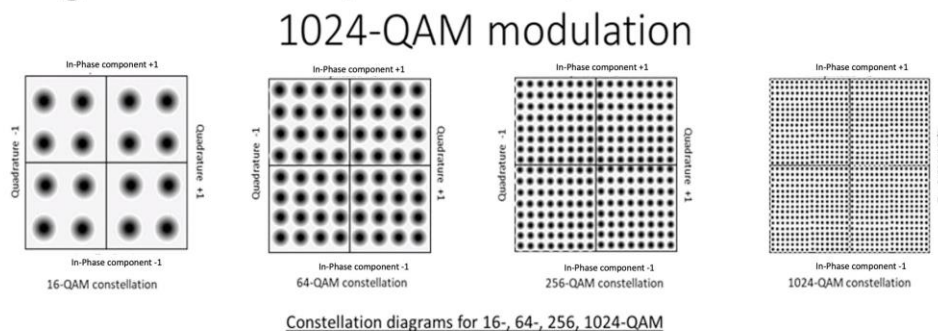 1024-QAM modulation
In-Phase component +1
In-Phase component +1
In-Phase component +1
In-Phase component +1
Quadrature -1
Quadrature +1
Quadrature -1
Quadrature +1
Quadrature -1
Quadrature +1
In-Phase component -1
In-Phase component -1
In-Phase component -1
In-Phase component -1
16-QAM constellation
64-QAM constellation
256-QAM constellation
1024-QAM constellation
Constellation diagrams for 16-, 64-, 256, 1024-QAM